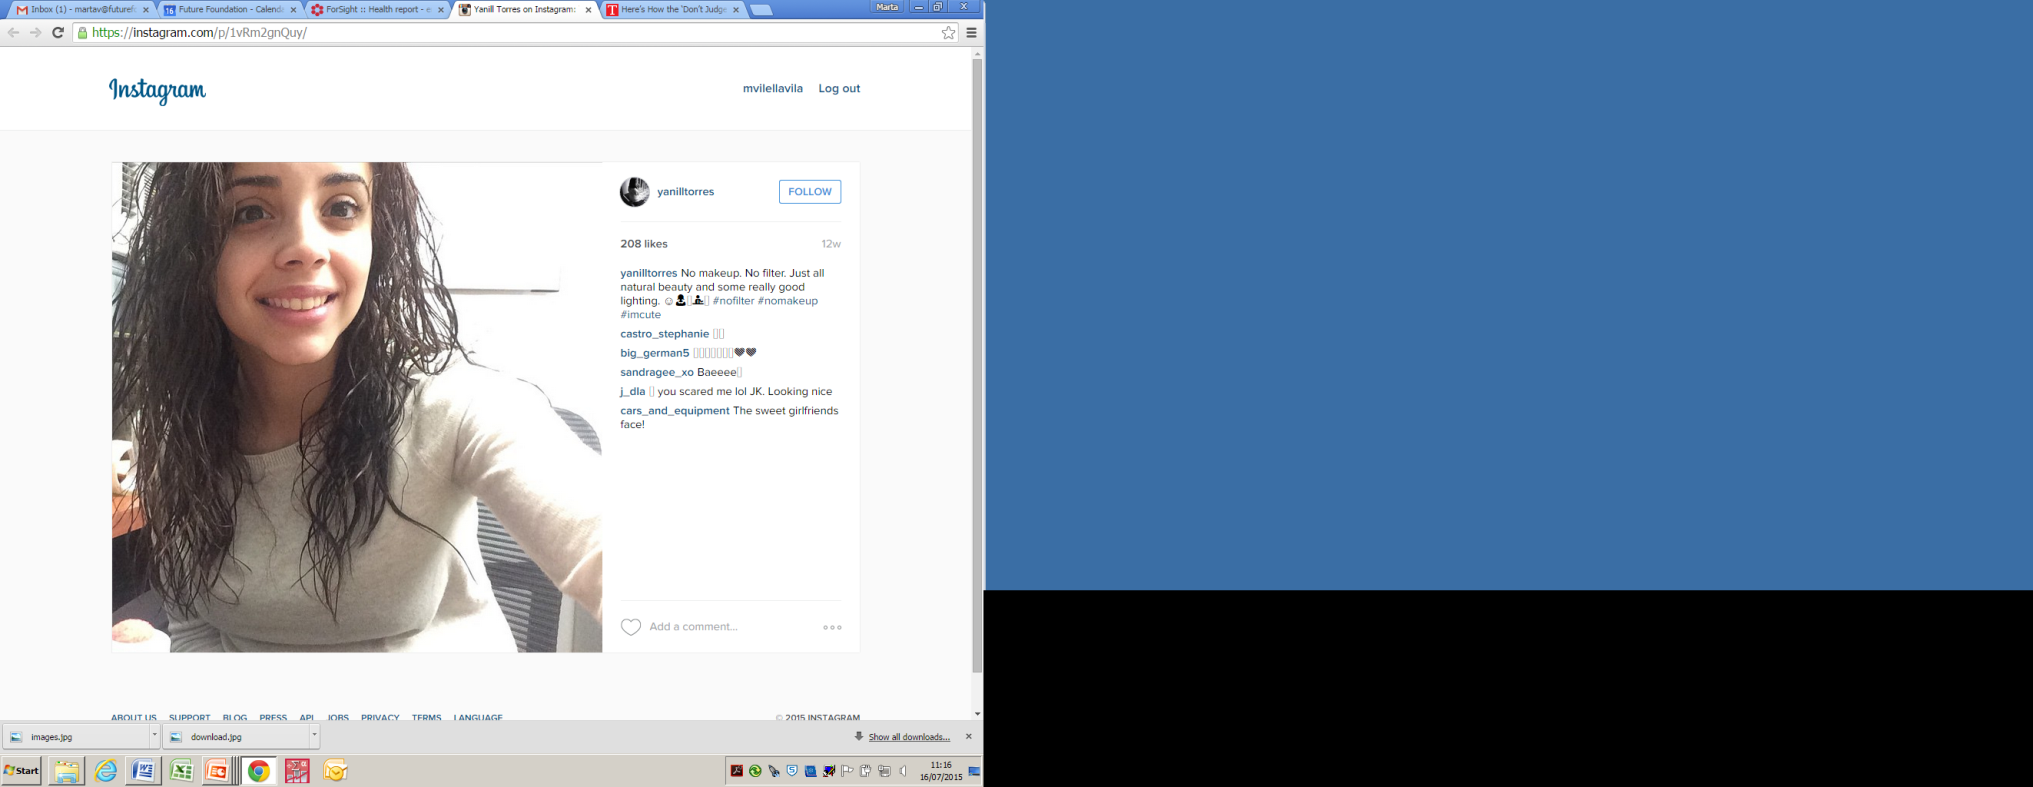 Inbox (1) - martav@futuref
Future Foundation - Calend
ForSight :: Health report - e
Yanill Torres on Instagram:
Here's How the 'Don't Judge
Marta
https://instagram.com/p/1vRm2gnQuy/
Instagram
mvilellavila
Log out
yanilltorres
FOLLOW
208 likes
12w
yanilltorres No makeup. No filter. Just all
natural beauty and some really good
lighting. #nofilter #nomakeup
#imcute
castro_stephanie
big_german5
sandragee_xo Baeeee
j_dla you scared me lol JK. Looking nice
cars_and_equipment The sweet girlfriends
face!
Add a comment...
ABOUT US SUPPORT BLOG PRESS API JOBS PRIVACY TERMS LANGUAGE
© 2015 INSTAGRAM
images.jpg
download.jpg
Show all downloads...
Start
11:16
16/07/2015